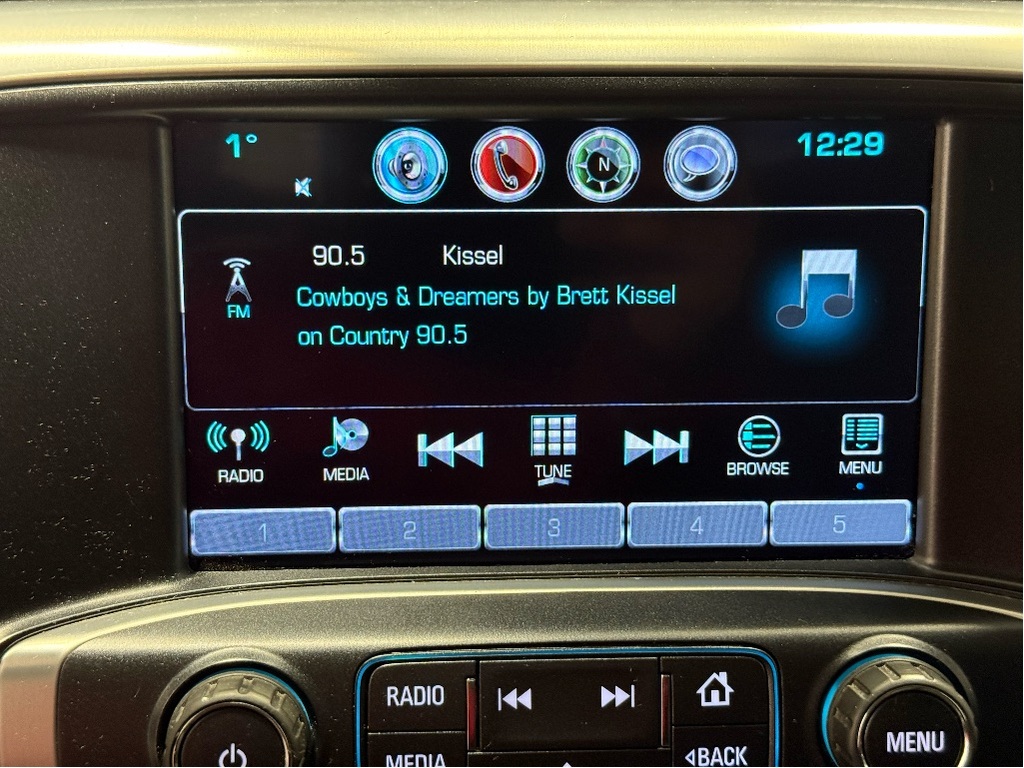 1°
N
12:29
90.5 Kissel
FM
Cowboys & Dreamers by Brett Kissel
on Country 90.5
RADIO MEDIA TUNE BROWSE MENU
1 2 3 4 5
RADIO
MEDIA
BACK
MENU